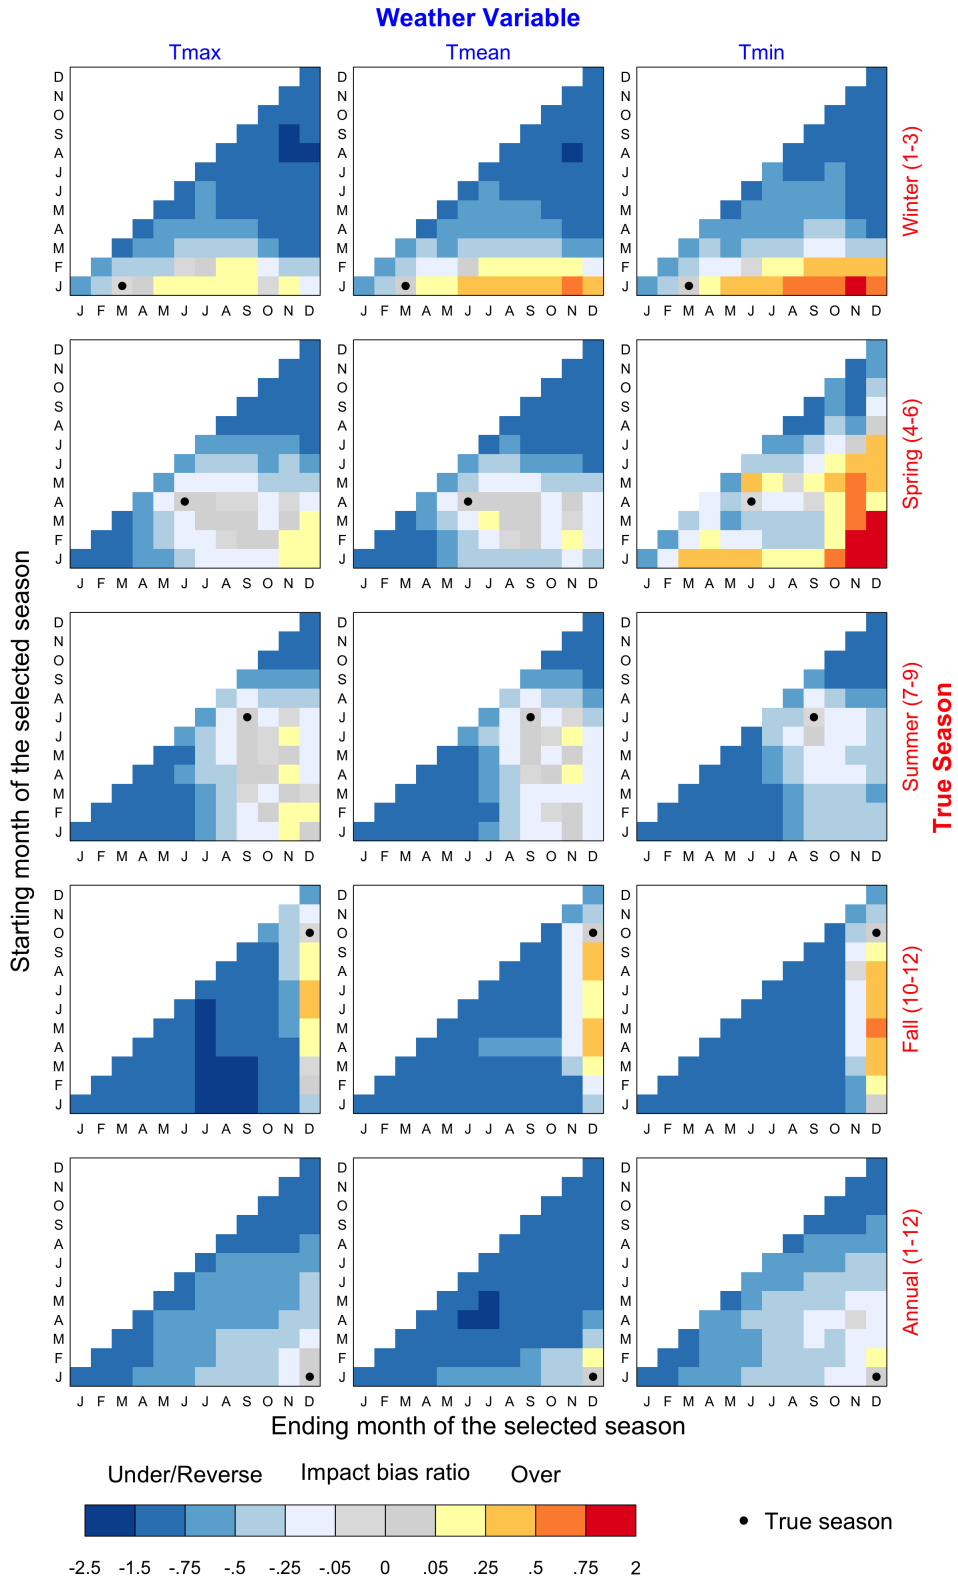 Weather Variable
Tmax Tmean Tmin
D
N
O
S
A
J
J
M
A
M
F
J
J F M A M J J A S O N D J F M A M J J A S O N D J F M A M J J A S O N D
Winter (1-3)
D
N
O
S
A
J
J
M
A
M
F
J
J F M A M J J A S O N D J F M A M J J A S O N D J F M A M J J A S O N D
Spring (4-6)
D
N
O
S
A
J
J
M
A
M
F
J
J F M A M J J A S O N D J F M A M J J A S O N D J F M A M J J A S O N D
Summer (7-9)
D
N
O
S
A
J
J
M
A
M
F
J
J F M A M J J A S O N D J F M A M J J A S O N D J F M A M J J A S O N D
Fall (10-12)
D
N
O
S
A
J
J
M
A
M
F
J
J F M A M J J A S O N D J F M A M J J A S O N D J F M A M J J A S O N D
Annual (1-12)
Starting month of the selected season
True Season
Ending month of the selected season
Under/Reverse Impact bias ratio Over
-2.5 -1.5 -.75 -.5 -.25 -.05 0 .05 .25 .5 .75 2
True season